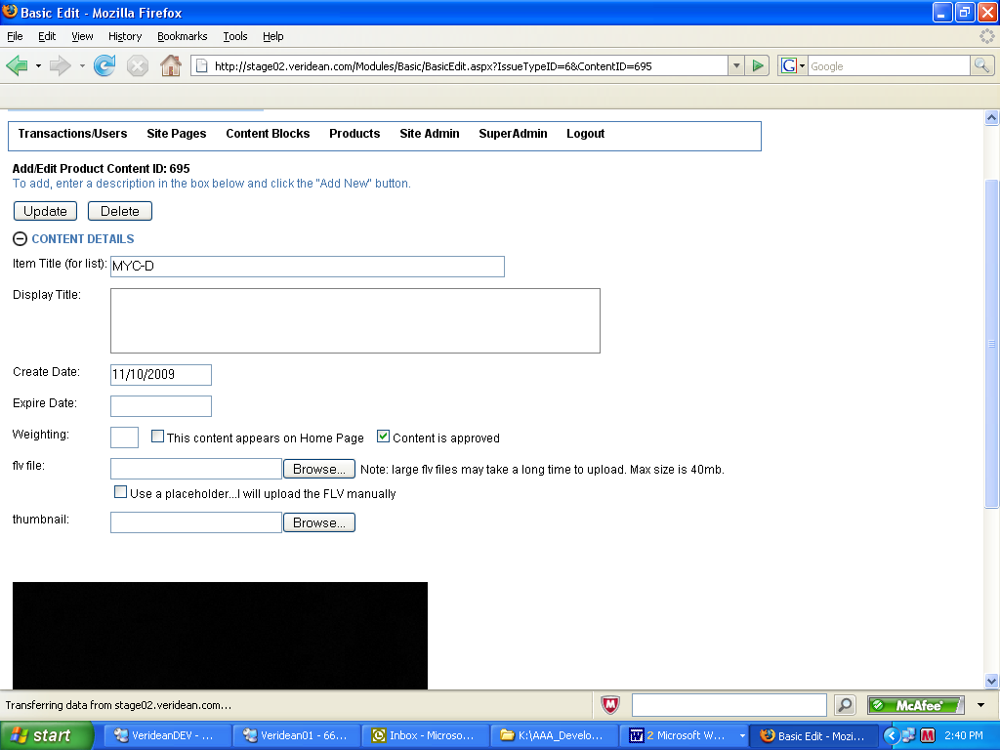 Basic Edit - Mozilla Firefox
File Edit View History Bookmarks Tools Help
http://stage02.veridean.com/Modules/Basic/BasicEdit.aspx?IssueTypeID=6&ContentID=695
G Google
Transactions/Users Site Pages Content Blocks Products Site Admin SuperAdmin Logout
Add/Edit Product Content ID: 695
To add, enter a description in the box below and click the "Add New" button.
Update Delete
CONTENT DETAILS
Item Title (for list): MYC-D
Display Title:
Create Date: 11/10/2009
Expire Date:
Weighting: This content appears on Home Page Content is approved
flv file: Browse... Note: large flv files may take a long time to upload. Max size is 40mb.
Use a placeholder...I will upload the FLV manually
thumbnail: Browse...
Transferring data from stage02.veridean.com... McAfee
start VerideanDEV - ... Veridean01 - 66... Inbox - Microso... K:\AAA_Develo... 2 Microsoft W... Basic Edit - Mozi... 2:40 PM